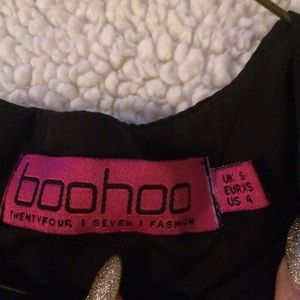 boohoo
TWENTYFOUR | SEVEN | FASHION
UK 8
EUR XS
US 4